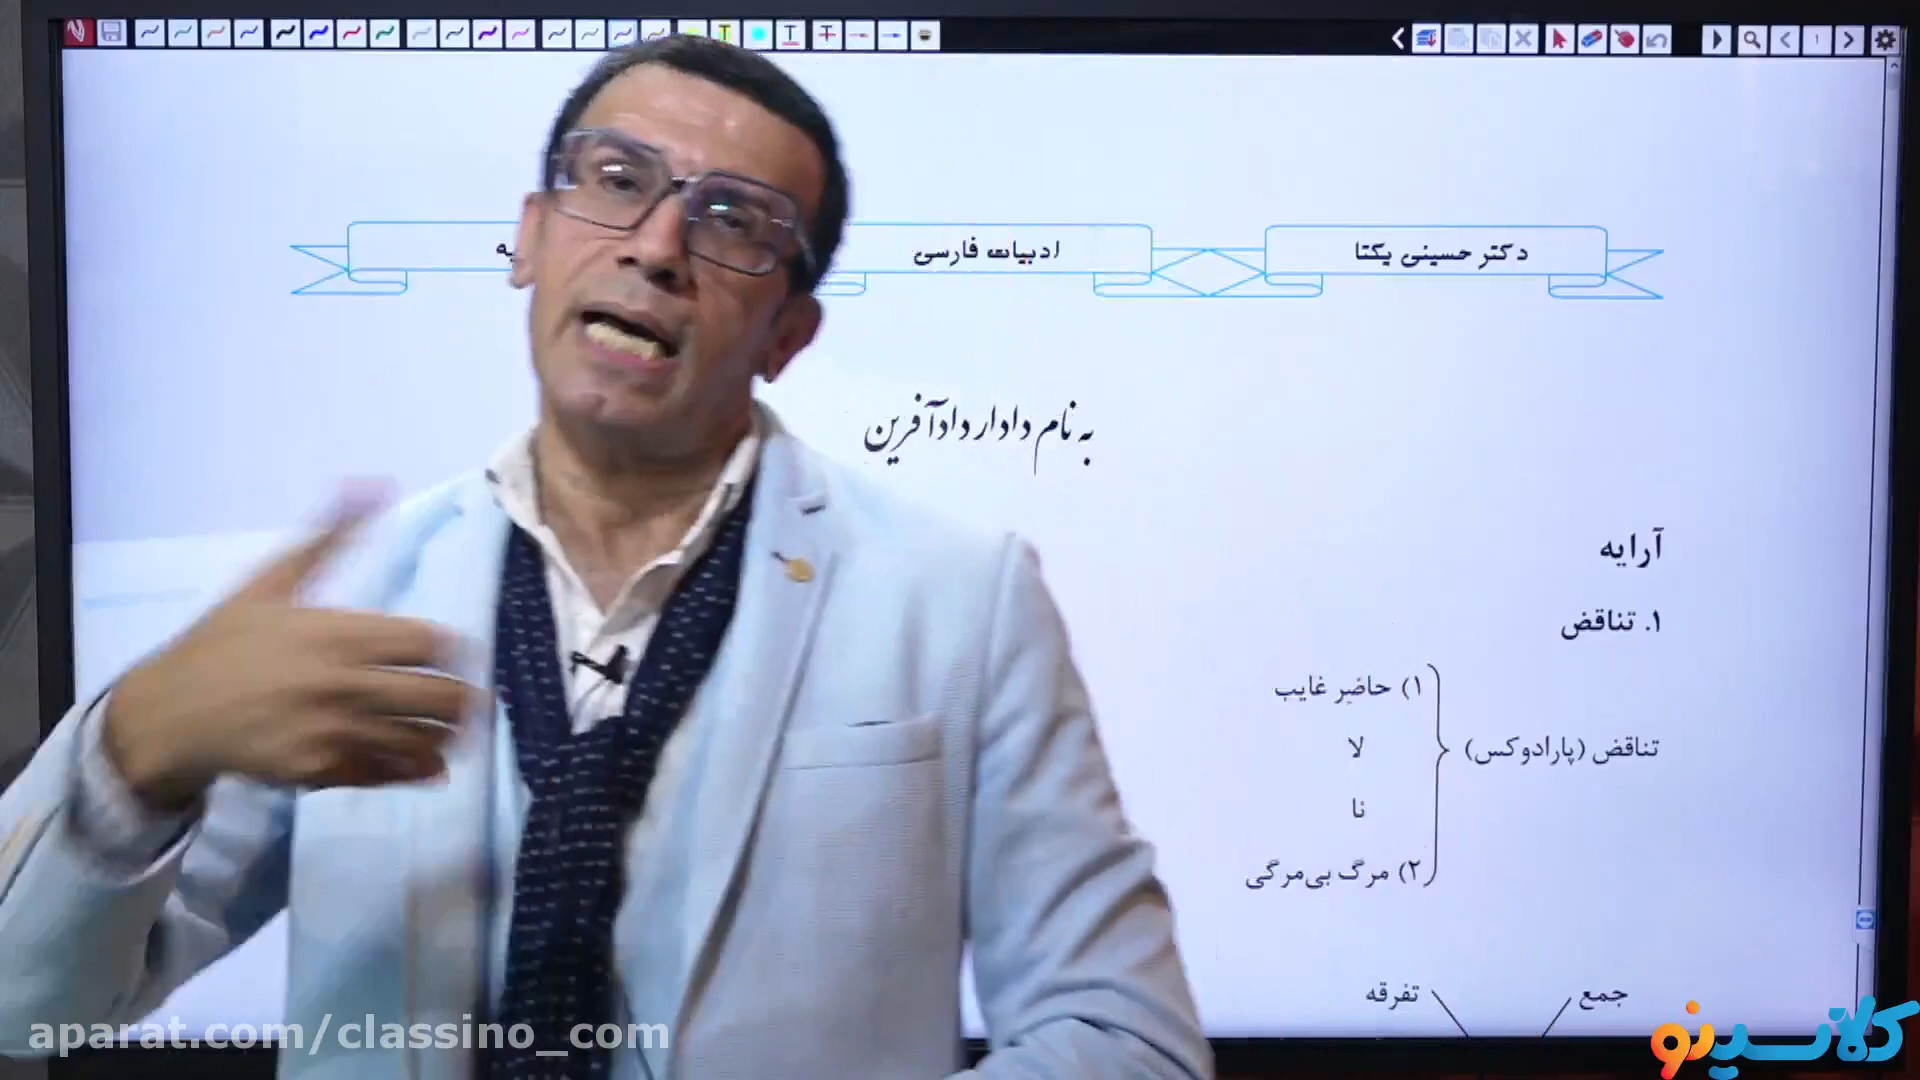 دکتر حسینی یکتا
ادبیات فارسی
به نام دادار دادآفرین
آرایه
۱. تناقض
تناقض (پارادوکس)
۱) حاضِر غایب
لا
نا
۲) مرگ بی‌مرگی
جمع
تفرقه
aparat.com/classino_com
کلاسینو